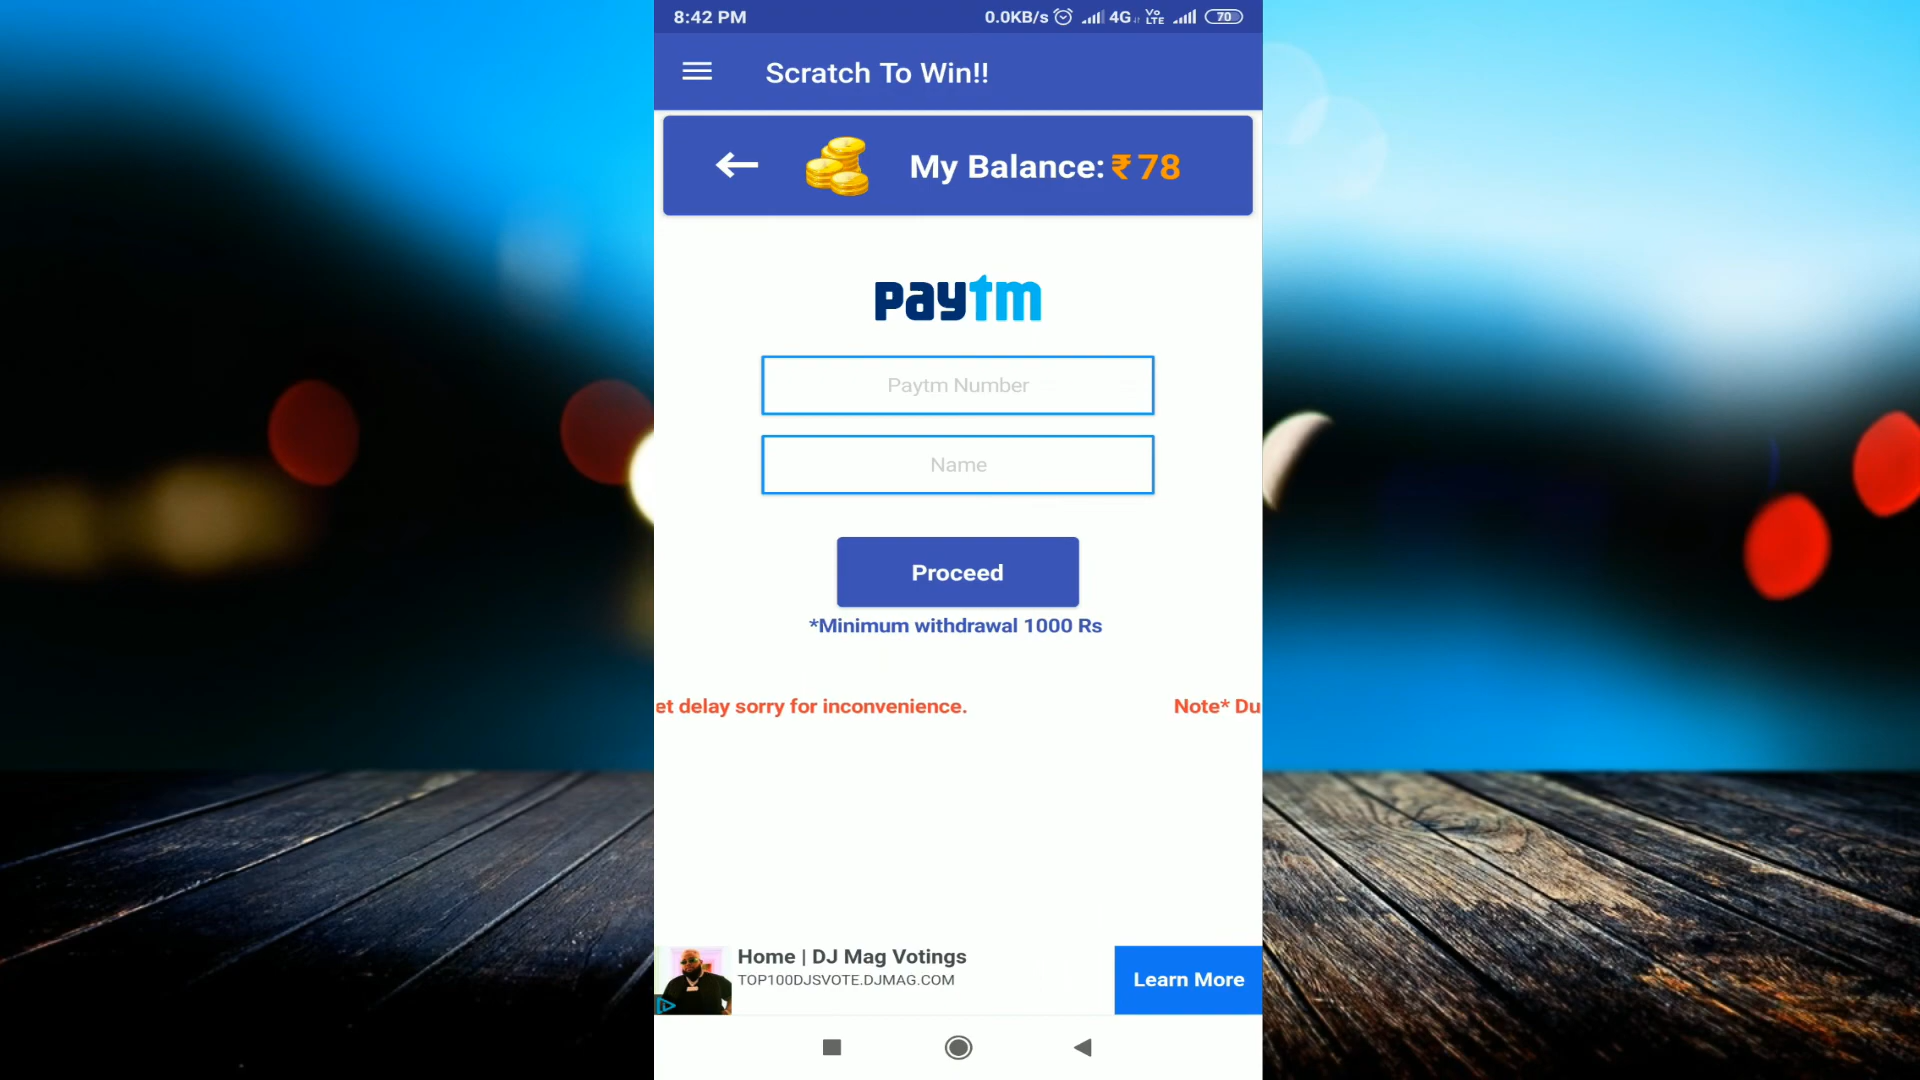 8:42 PM
0.0KB/s 4G Vo LTE 70
Scratch To Win!!
My Balance: ₹ 78
paytm
Paytm Number
Name
Proceed
*Minimum withdrawal 1000 Rs
et delay sorry for inconvenience. Note* Du
Home | DJ Mag Votings
TOP100DJSVOTE.DJMAG.COM
Learn More